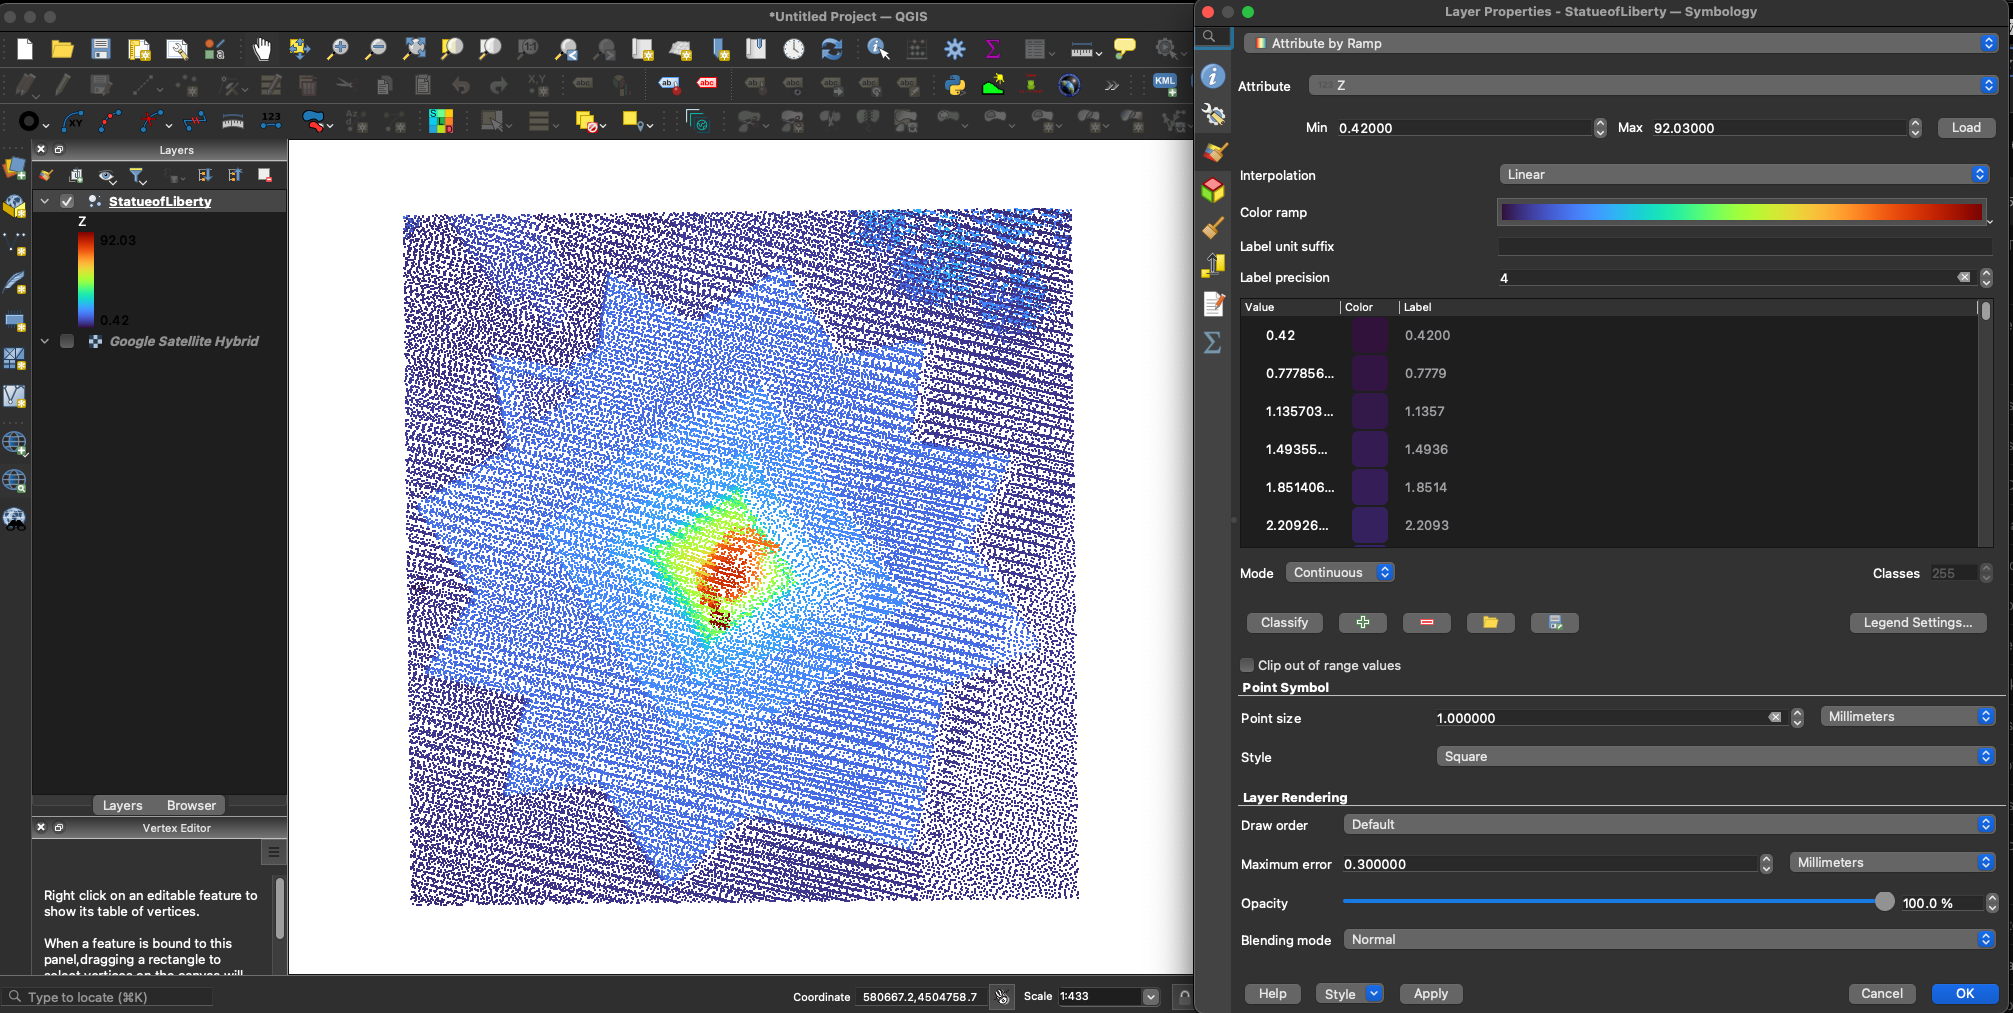 *Untitled Project — QGIS
Layers
StatueofLiberty
Z
92.03
0.42
Google Satellite Hybrid
Layers
Browser
Vertex Editor
Right click on an editable feature to
show its table of vertices.
When a feature is bound to this
panel,dragging a rectangle to
select vertices on the canvas will
Type to locate (⌘K)
Coordinate
580667.2,4504758.7
Scale
1:433
Layer Properties - StatueofLiberty — Symbology
Attribute by Ramp
Attribute
123 Z
Min
0.42000
Max
92.03000
Load
Interpolation
Linear
Color ramp
Label unit suffix
Label precision
4
Value
Color
Label
0.42
0.4200
0.777856...
0.7779
1.135703...
1.1357
1.49355...
1.4936
1.851406...
1.8514
2.20926...
2.2093
Mode
Continuous
Classes
255
Classify
Legend Settings...
Clip out of range values
Point Symbol
Point size
1.000000
Millimeters
Style
Square
Layer Rendering
Draw order
Default
Maximum error
0.300000
Millimeters
Opacity
100.0 %
Blending mode
Normal
Help
Style
Apply
Cancel
OK